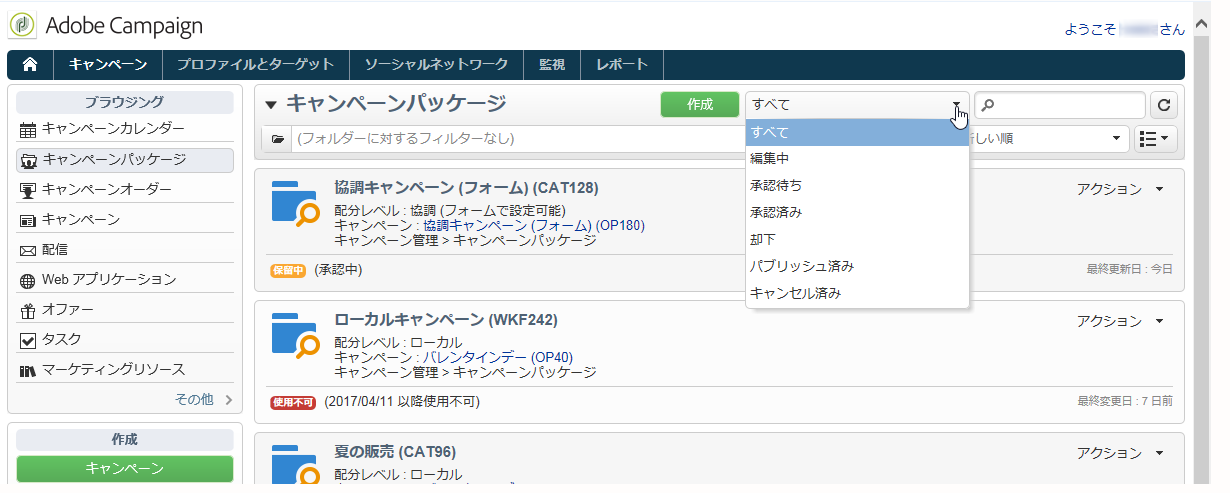 Adobe Campaign
ようこそ さん
キャンペーン プロファイルとターゲット ソーシャルネットワーク 監視 レポート
ブラウジング
キャンペーンカレンダー
キャンペーンパッケージ
キャンペーンオーダー
キャンペーン
配信
Web アプリケーション
オファー
タスク
マーケティングリソース
その他
作成
キャンペーン
キャンペーンパッケージ 作成 すべて
(フォルダーに対するフィルターなし) しい順
すべて
編集中
承認待ち
承認済み
却下
パブリッシュ済み
キャンセル済み
協調キャンペーン (フォーム) (CAT128) アクション
配分レベル : 協調 (フォームで設定可能)
キャンペーン : 協調キャンペーン (フォーム) (OP180)
キャンペーン管理 > キャンペーンパッケージ
保留中 (承認中) 最終更新日 : 今日
ローカルキャンペーン (WKF242) アクション
配分レベル : ローカル
キャンペーン : バレンタインデー (OP40)
キャンペーン管理 > キャンペーンパッケージ
使用不可 (2017/04/11 以降使用不可) 最終変更日 : 7 日前
夏の販売 (CAT96) アクション
配分レベル : ローカル